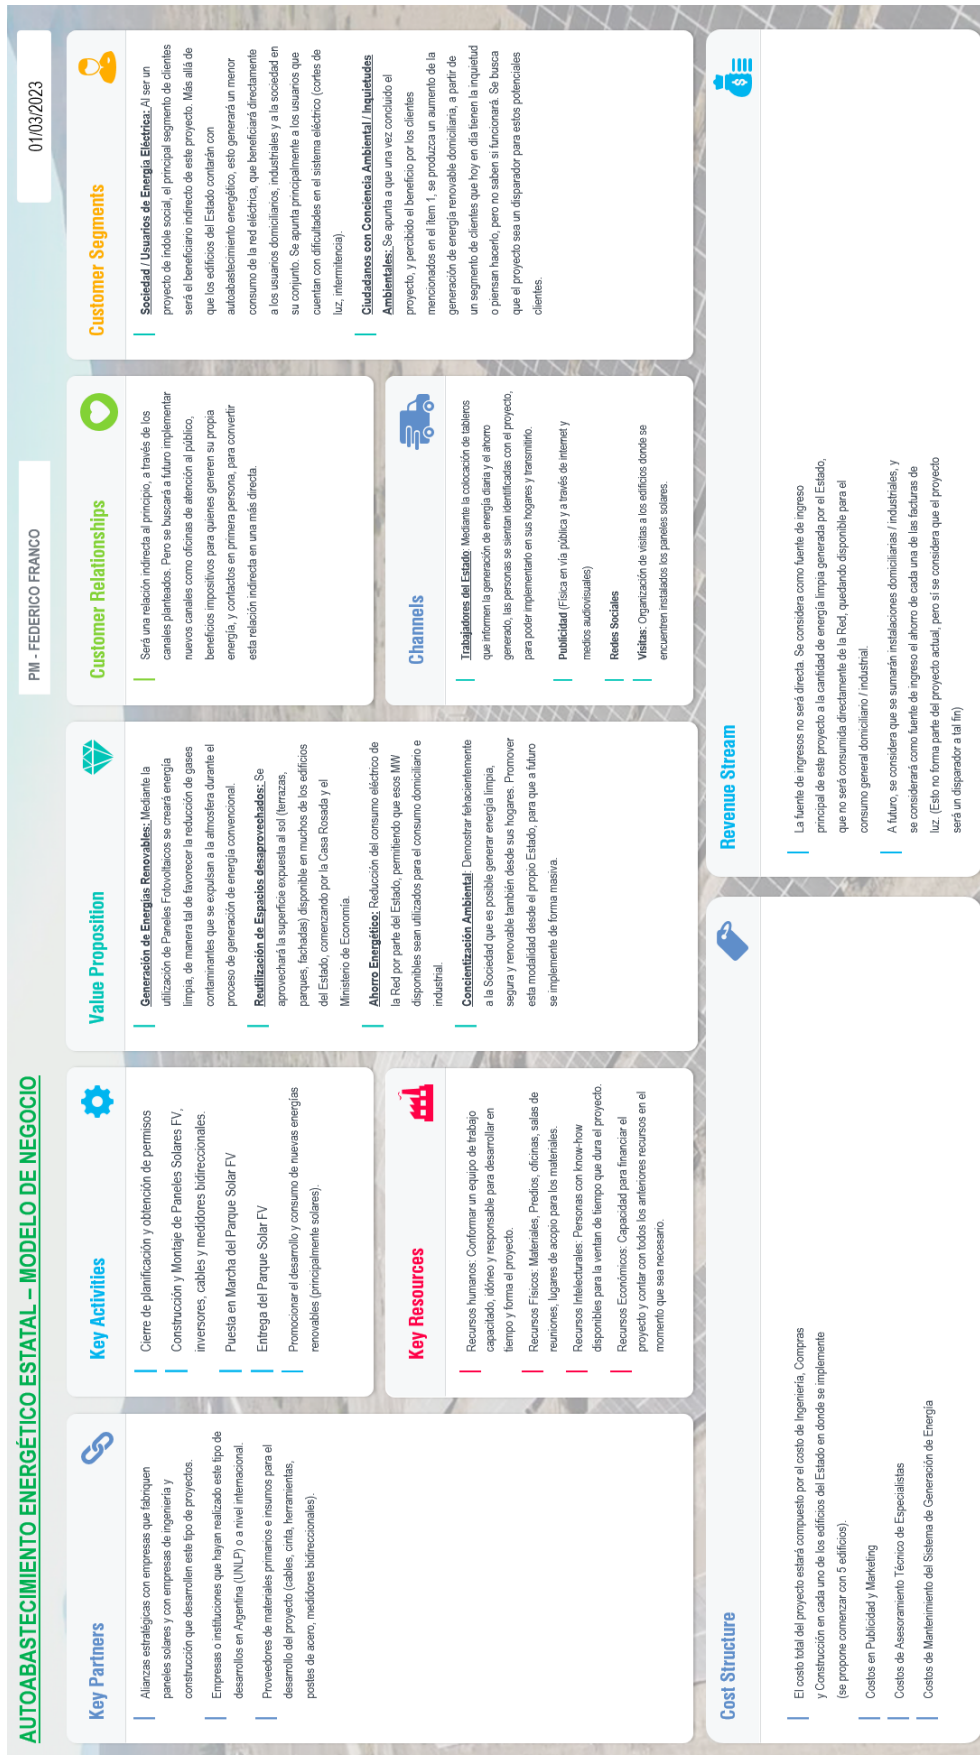 AUTOABASTECIMIENTO ENERGÉTICO ESTATAL – MODELO DE NEGOCIO
PM - FEDERICO FRANCO
01/03/2023
Key Partners
Alianzas estratégicas con empresas que fabriquen
paneles solares y con empresas de ingeniería y
construcción que desarrollen este tipo de proyectos.
Empresas o instituciones que hayan realizado este tipo de
desarrollos en Argentina (UNLP) o a nivel internacional.
Proveedores de materiales primarios e insumos para el
desarrollo del proyecto (cables, cinta, herramientas,
postes de acero, medidores bidireccionales).
Key Activities
Cierre de planificación y obtención de permisos
Construcción y Montaje de Paneles Solares FV,
inversores, cables y medidores bidireccionales.
Puesta en Marcha del Parque Solar FV
Entrega del Parque Solar FV
Promocionar el desarrollo y consumo de nuevas energías
renovables (principalmente solares).
Key Resources
Recursos humanos: Conformar un equipo de trabajo
capacitado, idóneo y responsable para desarrollar en
tiempo y forma el proyecto.
Recursos Físicos: Materiales, Predios, oficinas, salas de
reuniones, lugares de acopio para los materiales.
Recursos Intelecturales: Personas con know-how
disponibles para la ventan de tiempo que dura el proyecto.
Recursos Económicos: Capacidad para financiar el
proyecto y contar con todos los anteriores recursos en el
momento que sea necesario.
Value Proposition
Generación de Energías Renovables: Mediante la
utilización de Paneles Fotovoltaicos se creará energía
limpia, de manera tal de favorecer la reducción de gases
contaminantes que se expulsan a la atmosfera durante el
proceso de generación de energía convencional.
Reutilización de Espacios desaprovechados: Se
aprovechará la superficie expuesta al sol (terrazas,
parques, fachadas) disponible en muchos de los edificios
del Estado, comenzando por la Casa Rosada y el
Ministerio de Economía.
Ahorro Energético: Reducción del consumo eléctrico de
la Red por parte del Estado, permitiendo que esos MW
disponibles sean utilizados para el consumo domiciliario e
industrial.
Concientización Ambiental: Demostrar fehacientemente
a la Sociedad que es posible generar energía limpia,
segura y renovable también desde sus hogares. Promover
esta modalidad desde el propio Estado, para que a futuro
se implemente de forma masiva.
Customer Relationships
Será una relación indirecta al principio, a través de los
canales planteados. Pero se buscará a futuro implementar
nuevos canales como oficinas de atención al público,
beneficios impositivos para quienes generen su propia
energía, y contactos en primera persona, para convertir
esta relación indirecta en una más directa.
Channels
Trabajadores del Estado: Mediante la colocación de tableros
que informen la generación de energía diaria y el ahorro
generado, las personas se sientan identificadas con el proyecto,
para poder implementarlo en sus hogares y transmitirlo.
Publicidad (Física en vía pública y a través de internet y
medios audiovisuales)
Redes Sociales
Visitas: Organización de visitas a los edificios donde se
encuentren instalados los paneles solares.
Customer Segments
Sociedad / Usuarios de Energía Eléctrica: Al ser un
proyecto de índole social, el principal segmento de clientes
será el beneficiario indirecto de este proyecto. Más allá de
que los edificios del Estado contarán con
autoabastecimiento energético, esto generará un menor
consumo de la red eléctrica, que beneficiará directamente
a los usuarios domiciliarios, industriales y a la sociedad en
su conjunto. Se apunta principalmente a los usuarios que
cuentan con dificultades en el sistema eléctrico (cortes de
luz, intermitencia).
Ciudadanos con Conciencia Ambiental / Inquietudes
Ambientales: Se apunta a que una vez concluido el
proyecto, y percibido el beneficio por los clientes
mencionados en el ítem 1, se produzca un aumento de la
generación de energía renovable domiciliaria, a partir de
un segmento de clientes que hoy en día tienen la inquietud
o piensan hacerlo, pero no saben si funcionará. Se busca
que el proyecto sea un disparador para estos potenciales
clientes.
Cost Structure
El costo total del proyecto estará compuesto por el costo de Ingeniería, Compras
y Construcción en cada uno de los edificios del Estado en donde se implemente
(se propone comenzar con 5 edificios).
Costos en Publicidad y Marketing
Costos de Asesoramiento Técnico de Especialistas
Costos de Mantenimiento del Sistema de Generación de Energía
Revenue Stream
La fuente de ingresos no será directa. Se considera como fuente de ingreso
principal de este proyecto a la cantidad de energía limpia generada por el Estado,
que no será consumida directamente de la Red, quedando disponible para el
consumo general domiciliario / industrial.
A futuro, se considera que se sumarán instalaciones domiciliarias / industriales, y
se considerará como fuente de ingreso el ahorro de cada una de las facturas de
luz. (Esto no forma parte del proyecto actual, pero si se considera que el proyecto
será un disparador a tal fin)